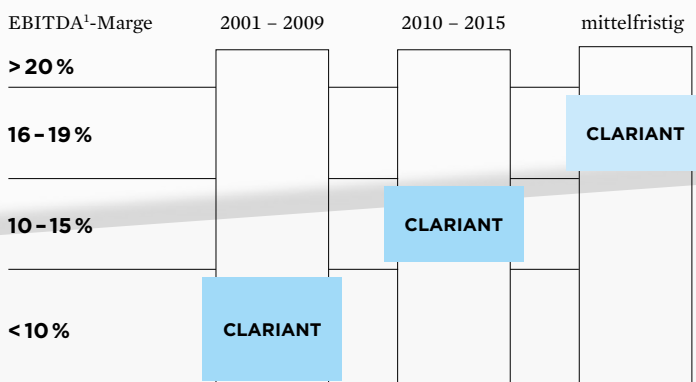 EBITDA¹-Marge 2001 – 2009 2010 – 2015 mittelfristig
> 20 %
16 – 19 % CLARIANT
10 – 15 % CLARIANT
< 10 % CLARIANT